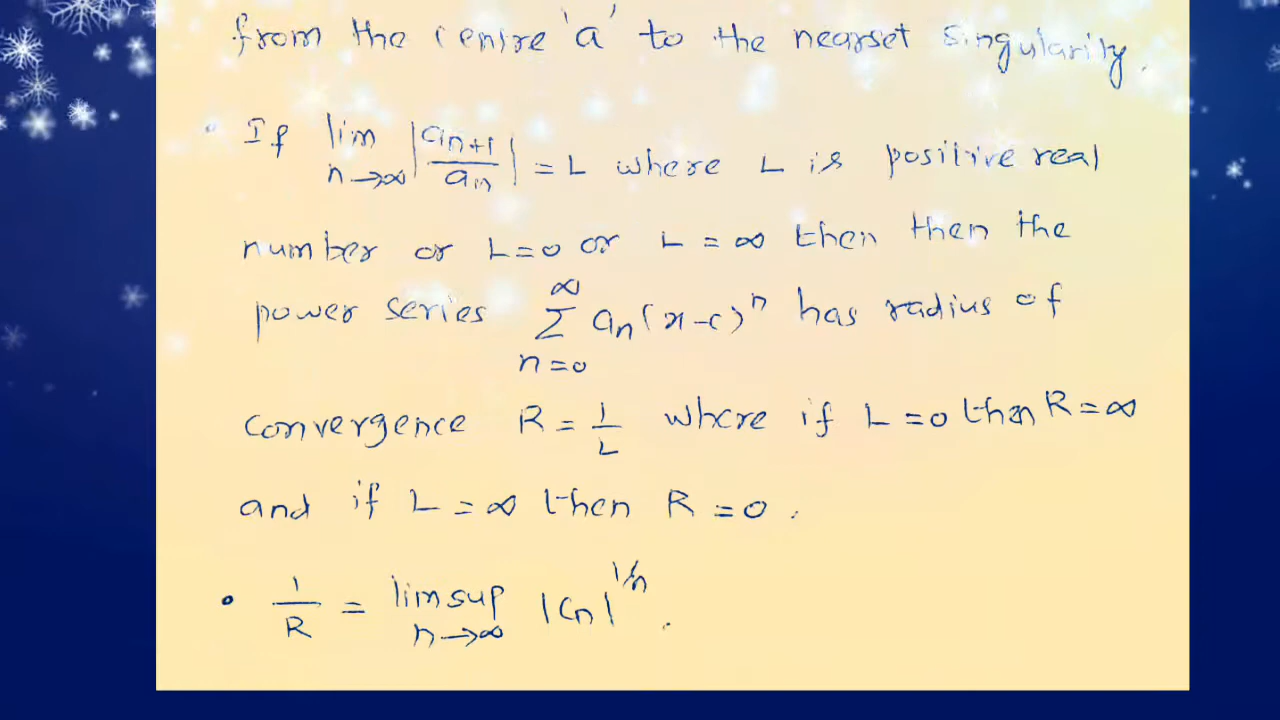 from the centre 'a' to the nearset singularity.
• If lim n→∞ |an+1/an| = L where L is positive real
number or L=0 or L=∞ then then the
power series ∞Σn=0 an(x-c)^n has radius of
convergence R = 1/L where if L=0 then R=∞
and if L=∞ then R=0.
• 1/R = limsup n→∞ |cn|^1/n.